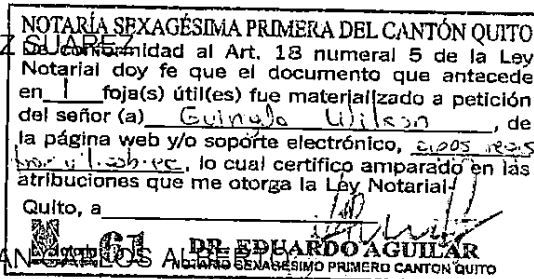 NOTARÍA SEXAGÉSIMA PRIMERA DEL CANTÓN QUITO
Z SUAREZ
De conformidad al Art. 18 numeral 5 de la Ley
Notarial doy fe que el documento que antecede
en 1 foja(s) útil(es) fue materializado a petición
del señor (a) , de
la página web y/o soporte electrónico,
, lo cual certifico amparado en las
atribuciones que me otorga la Ley Notarial
Quito, a
61 DR. EDUARDO AGUILAR
NOTARIO SEXAGÉSIMO PRIMERO CANTÓN QUITO